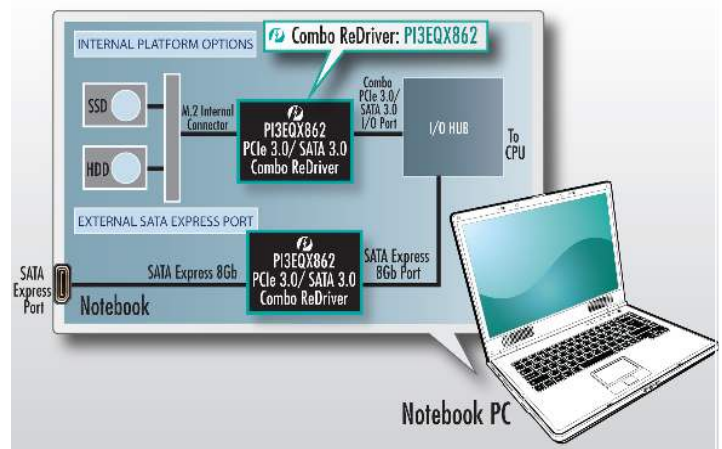 INTERNAL PLATFORM OPTIONS
Combo ReDriver: PI3EQX862
SSD
HDD
M.2 Internal
Connector
PI3EQX862
PCIe 3.0/ SATA 3.0
Combo ReDriver
Combo
PCIe 3.0/
SATA 3.0
I/O Port
I/O HUB
To
CPU
EXTERNAL SATA EXPRESS PORT
SATA
Express
Port
SATA Express 8Gb
PI3EQX862
PCIe 3.0/ SATA 3.0
Combo ReDriver
SATA Express
8Gb Port
Notebook
Notebook PC